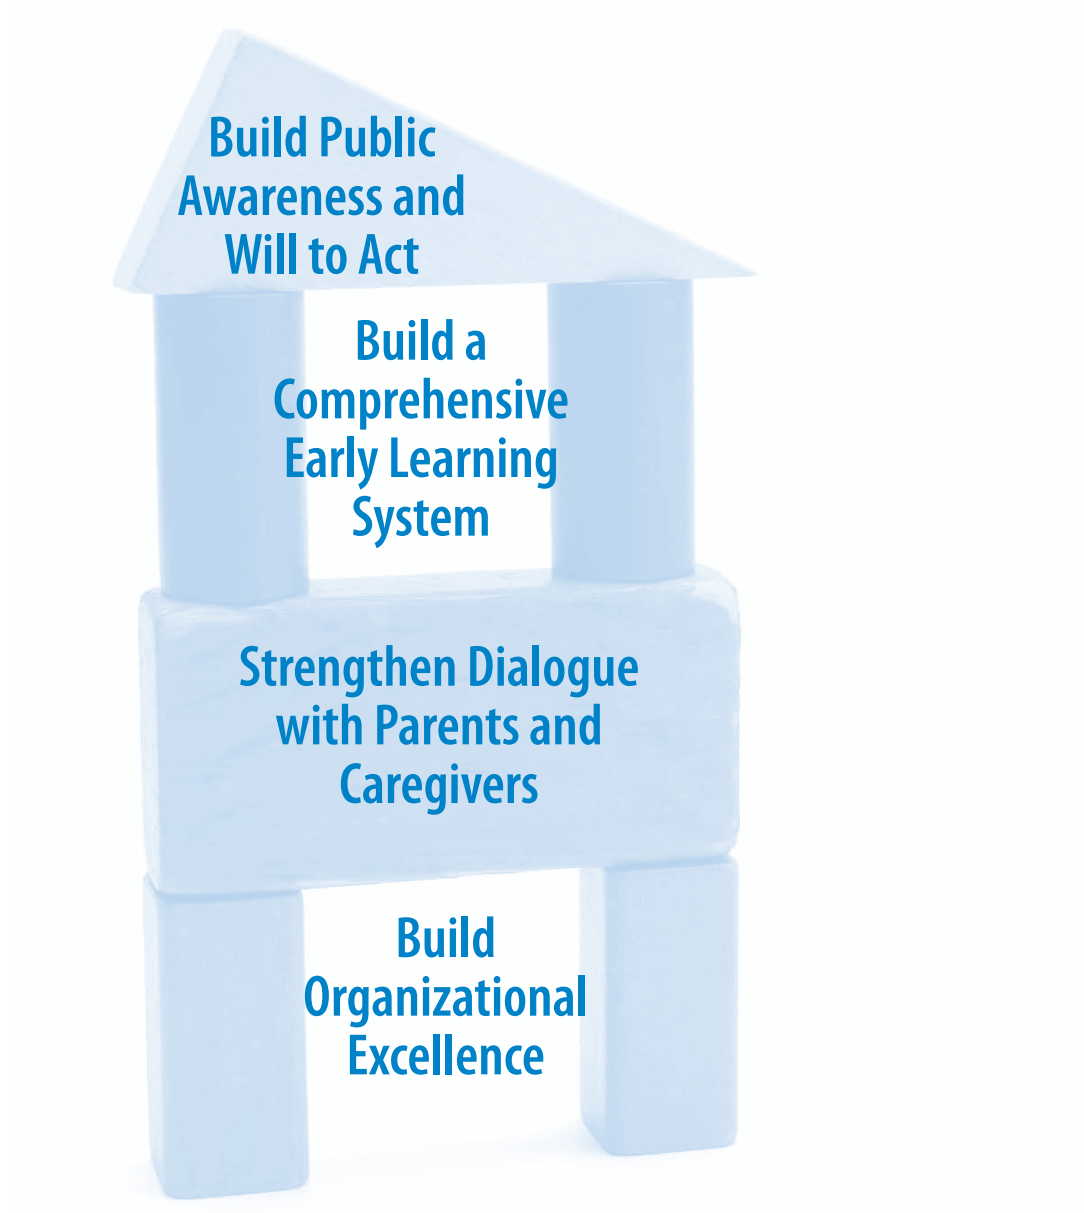 Build Public
Awareness and
Will to Act
Build a
Comprehensive
Early Learning
System
Strengthen Dialogue
with Parents and
Caregivers
Build
Organizational
Excellence